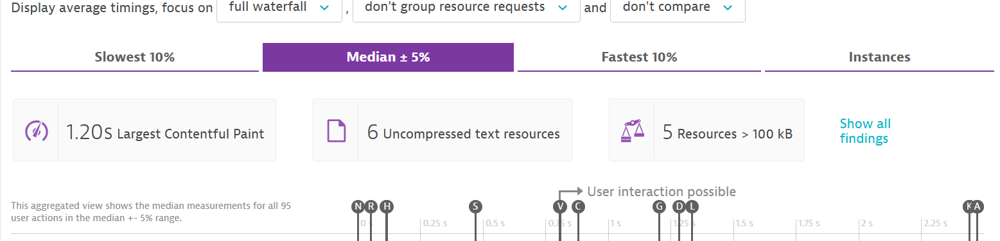 Display average timings, focus on full waterfall , don't group resource requests and don't compare
Slowest 10% Median ± 5% Fastest 10% Instances
1.20s Largest Contentful Paint 6 Uncompressed text resources 5 Resources > 100 kB Show all
findings
User interaction possible
This aggregated view shows the median measurements for all 95
user actions in the median +- 5% range.
N R H S V C G D L K A
0 s 0.25 s 0.5 s 0.75 s 1 s 1.25 s 1.5 s 1.75 s 2 s 2.25 s